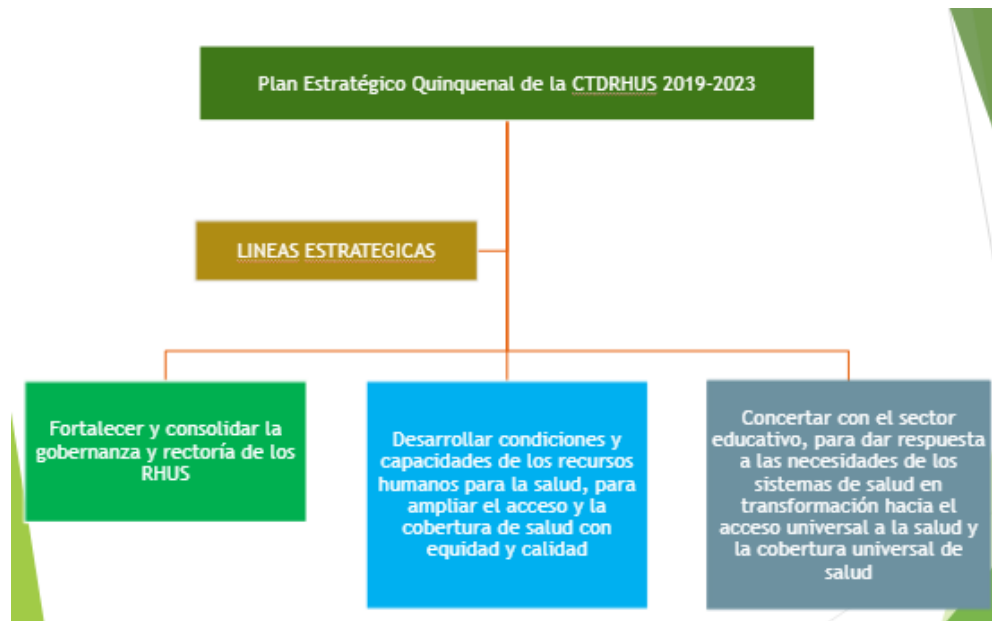 Plan Estratégico Quinquenal de la CTDRHUS 2019-2023
LINEAS ESTRATEGICAS
Fortalecer y consolidar la
gobernanza y rectoría de los
RHUS
Desarrollar condiciones y
capacidades de los recursos
humanos para la salud, para
ampliar el acceso y la
cobertura de salud con
equidad y calidad
Concertar con el sector
educativo, para dar respuesta
a las necesidades de los
sistemas de salud en
transformación hacia el
acceso universal a la salud y
la cobertura universal de
salud